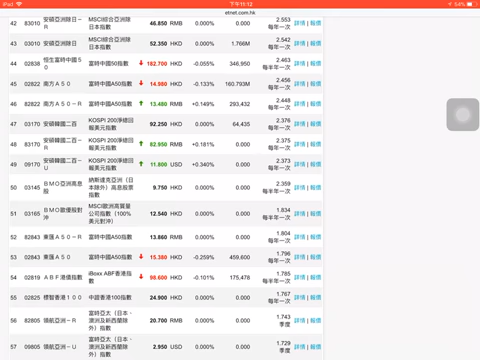 iPad 下午11:12 54%
etnet.com.hk
42 83010 安碩亞洲除日－R MSCI綜合亞洲除日本指數 46.850 RMB 0.000% 0.000 2.553 每年一次 詳情 | 報價
43 03010 安碩亞洲除日 MSCI綜合亞洲除日本指數 52.350 HKD 0.000% 1.766M 2.542 每年一次 詳情 | 報價
44 02838 恒生富時中國５０ 富時中國50指數 182.700 HKD -0.055% 346,950 2.463 每半年一次 詳情 | 報價
45 02822 南方Ａ５０ 富時中國A50指數 14.980 HKD -0.133% 160.793M 2.456 每年一次 詳情 | 報價
46 82822 南方Ａ５０－R 富時中國A50指數 13.480 RMB +0.149% 293,432 2.448 每年一次 詳情 | 報價
47 03170 安碩韓國二百 KOSPI 200淨總回報美元指數 92.250 HKD 0.000% 64,435 2.376 每年一次 詳情 | 報價
48 83170 安碩韓國二百－R KOSPI 200淨總回報美元指數 82.950 RMB +0.181% 0.000 2.375 每年一次 詳情 | 報價
49 09170 安碩韓國二百－U KOSPI 200淨總回報美元指數 11.800 USD +0.340% 0.000 2.373 每年一次 詳情 | 報價
50 03145 ＢＭＯ亞洲高息股 納斯達克亞洲（日本除外）高息股票指數 9.750 HKD 0.000% 0.000 2.359 每半年一次 詳情 | 報價
51 03165 ＢＭＯ歐優股對沖 MSCI歐洲高質量公司指數（100%美元對沖） 12.540 HKD 0.000% 0.000 1.834 每半年一次 詳情 | 報價
52 82843 東匯Ａ５０－R 富時中國A50指數 13.860 RMB 0.000% 0.000 1.804 每年一次 詳情 | 報價
53 02843 東匯Ａ５０ 富時中國A50指數 15.380 HKD -0.259% 459,600 1.796 每年一次 詳情 | 報價
54 02819 ＡＢＦ港債指數 iBoxx ABF香港指數 98.600 HKD -0.101% 175,478 1.785 每半年一次 詳情 | 報價
55 02825 標智香港１００ 中證香港100指數 24.900 HKD 0.000% 0.000 1.767 每年一次 詳情 | 報價
56 82805 領航亞洲－R 富時亞太（日本、澳洲及新西蘭除外）指數 20.700 RMB 0.000% 0.000 1.743 季度 詳情 | 報價
57 09805 領航亞洲－U 富時亞太（日本、澳洲及新西蘭除外）指數 2.950 USD 0.000% 0.000 1.729 季度 詳情 | 報價